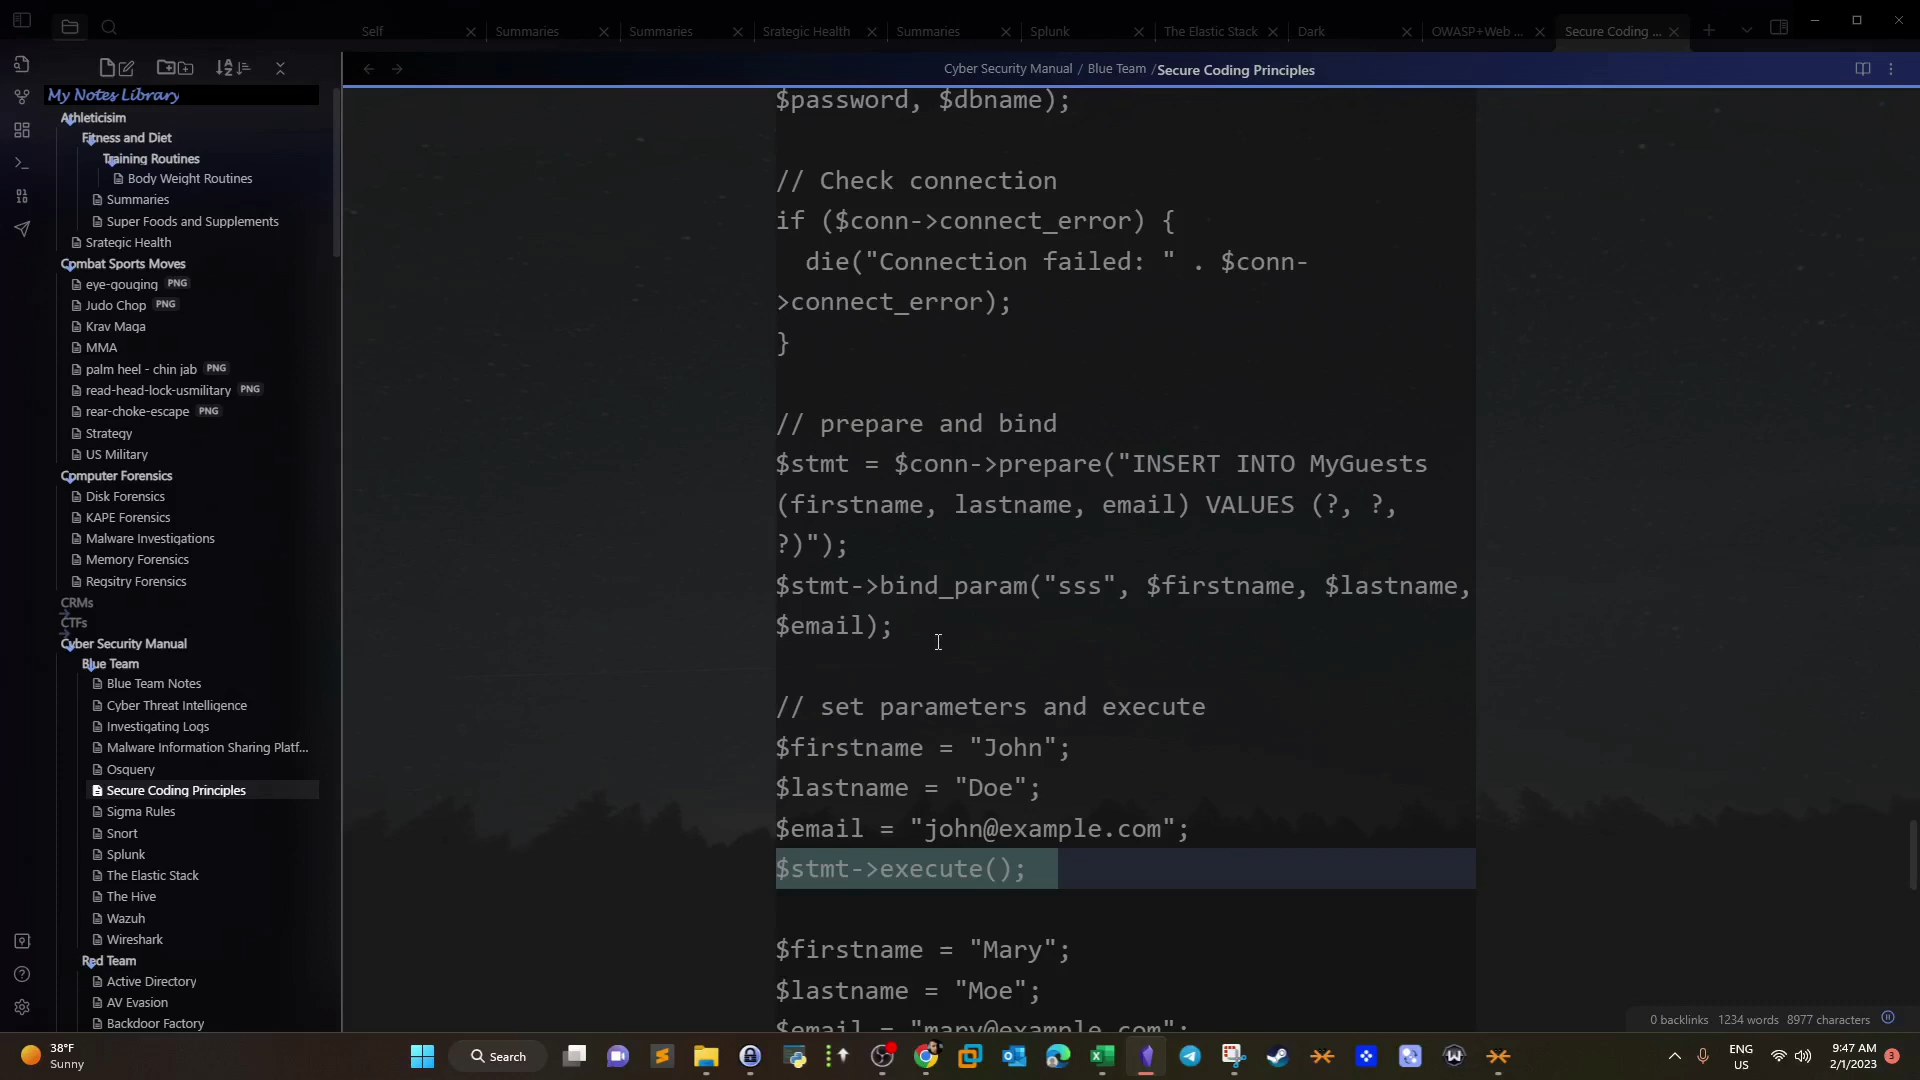 Self
Summaries
Summaries
Srategic Health
Summaries
Splunk
The Elastic Stack
Dark
OWASP+Web ...
Secure Coding ...
Cyber Security Manual / Blue Team / Secure Coding Principles
My Notes Library
Athleticisim
Fitness and Diet
Training Routines
Body Weight Routines
Summaries
Super Foods and Supplements
Srategic Health
Combat Sports Moves
eye-gouging PNG
Judo Chop PNG
Krav Maga
MMA
palm heel - chin jab PNG
read-head-lock-usmilitary PNG
rear-choke-escape PNG
Strategy
US Military
Computer Forensics
Disk Forensics
KAPE Forensics
Malware Investigations
Memory Forensics
Reqsitry Forensics
CRMs
CTFs
Cyber Security Manual
Blue Team
Blue Team Notes
Cyber Threat Intelligence
Investigating Logs
Malware Information Sharing Platf...
Osquery
Secure Coding Principles
Sigma Rules
Snort
Splunk
The Elastic Stack
The Hive
Wazuh
Wireshark
Red Team
Active Directory
AV Evasion
Backdoor Factory
$password, $dbname);
// Check connection
if ($conn->connect_error) {
die("Connection failed: " . $conn-
>connect_error);
}
// prepare and bind
$stmt = $conn->prepare("INSERT INTO MyGuests
(firstname, lastname, email) VALUES (?, ?,
?)");
$stmt->bind_param("sss", $firstname, $lastname,
$email);
// set parameters and execute
$firstname = "John";
$lastname = "Doe";
$email = "john@example.com";
$stmt->execute();
$firstname = "Mary";
$lastname = "Moe";
$email = "mary@example.com";
0 backlinks 1234 words 8977 characters
38°F
Sunny
Search
ENG
US
9:47 AM
2/1/2023
3